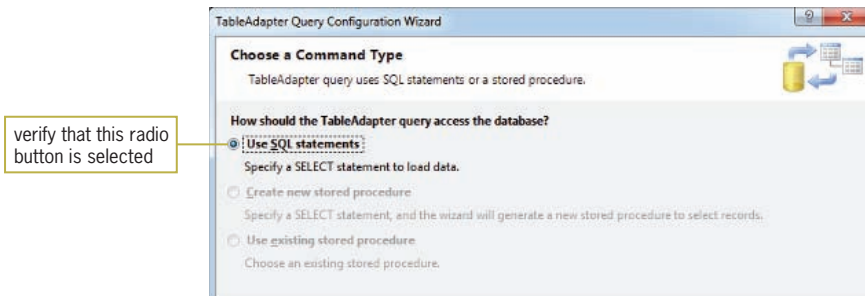 TableAdapter Query Configuration Wizard
Choose a Command Type
TableAdapter query uses SQL statements or a stored procedure.
How should the TableAdapter query access the database?
verify that this radio
button is selected
Use SQL statements
Specify a SELECT statement to load data.
Create new stored procedure
Specify a SELECT statement, and the wizard will generate a new stored procedure to select records.
Use existing stored procedure
Choose an existing stored procedure.